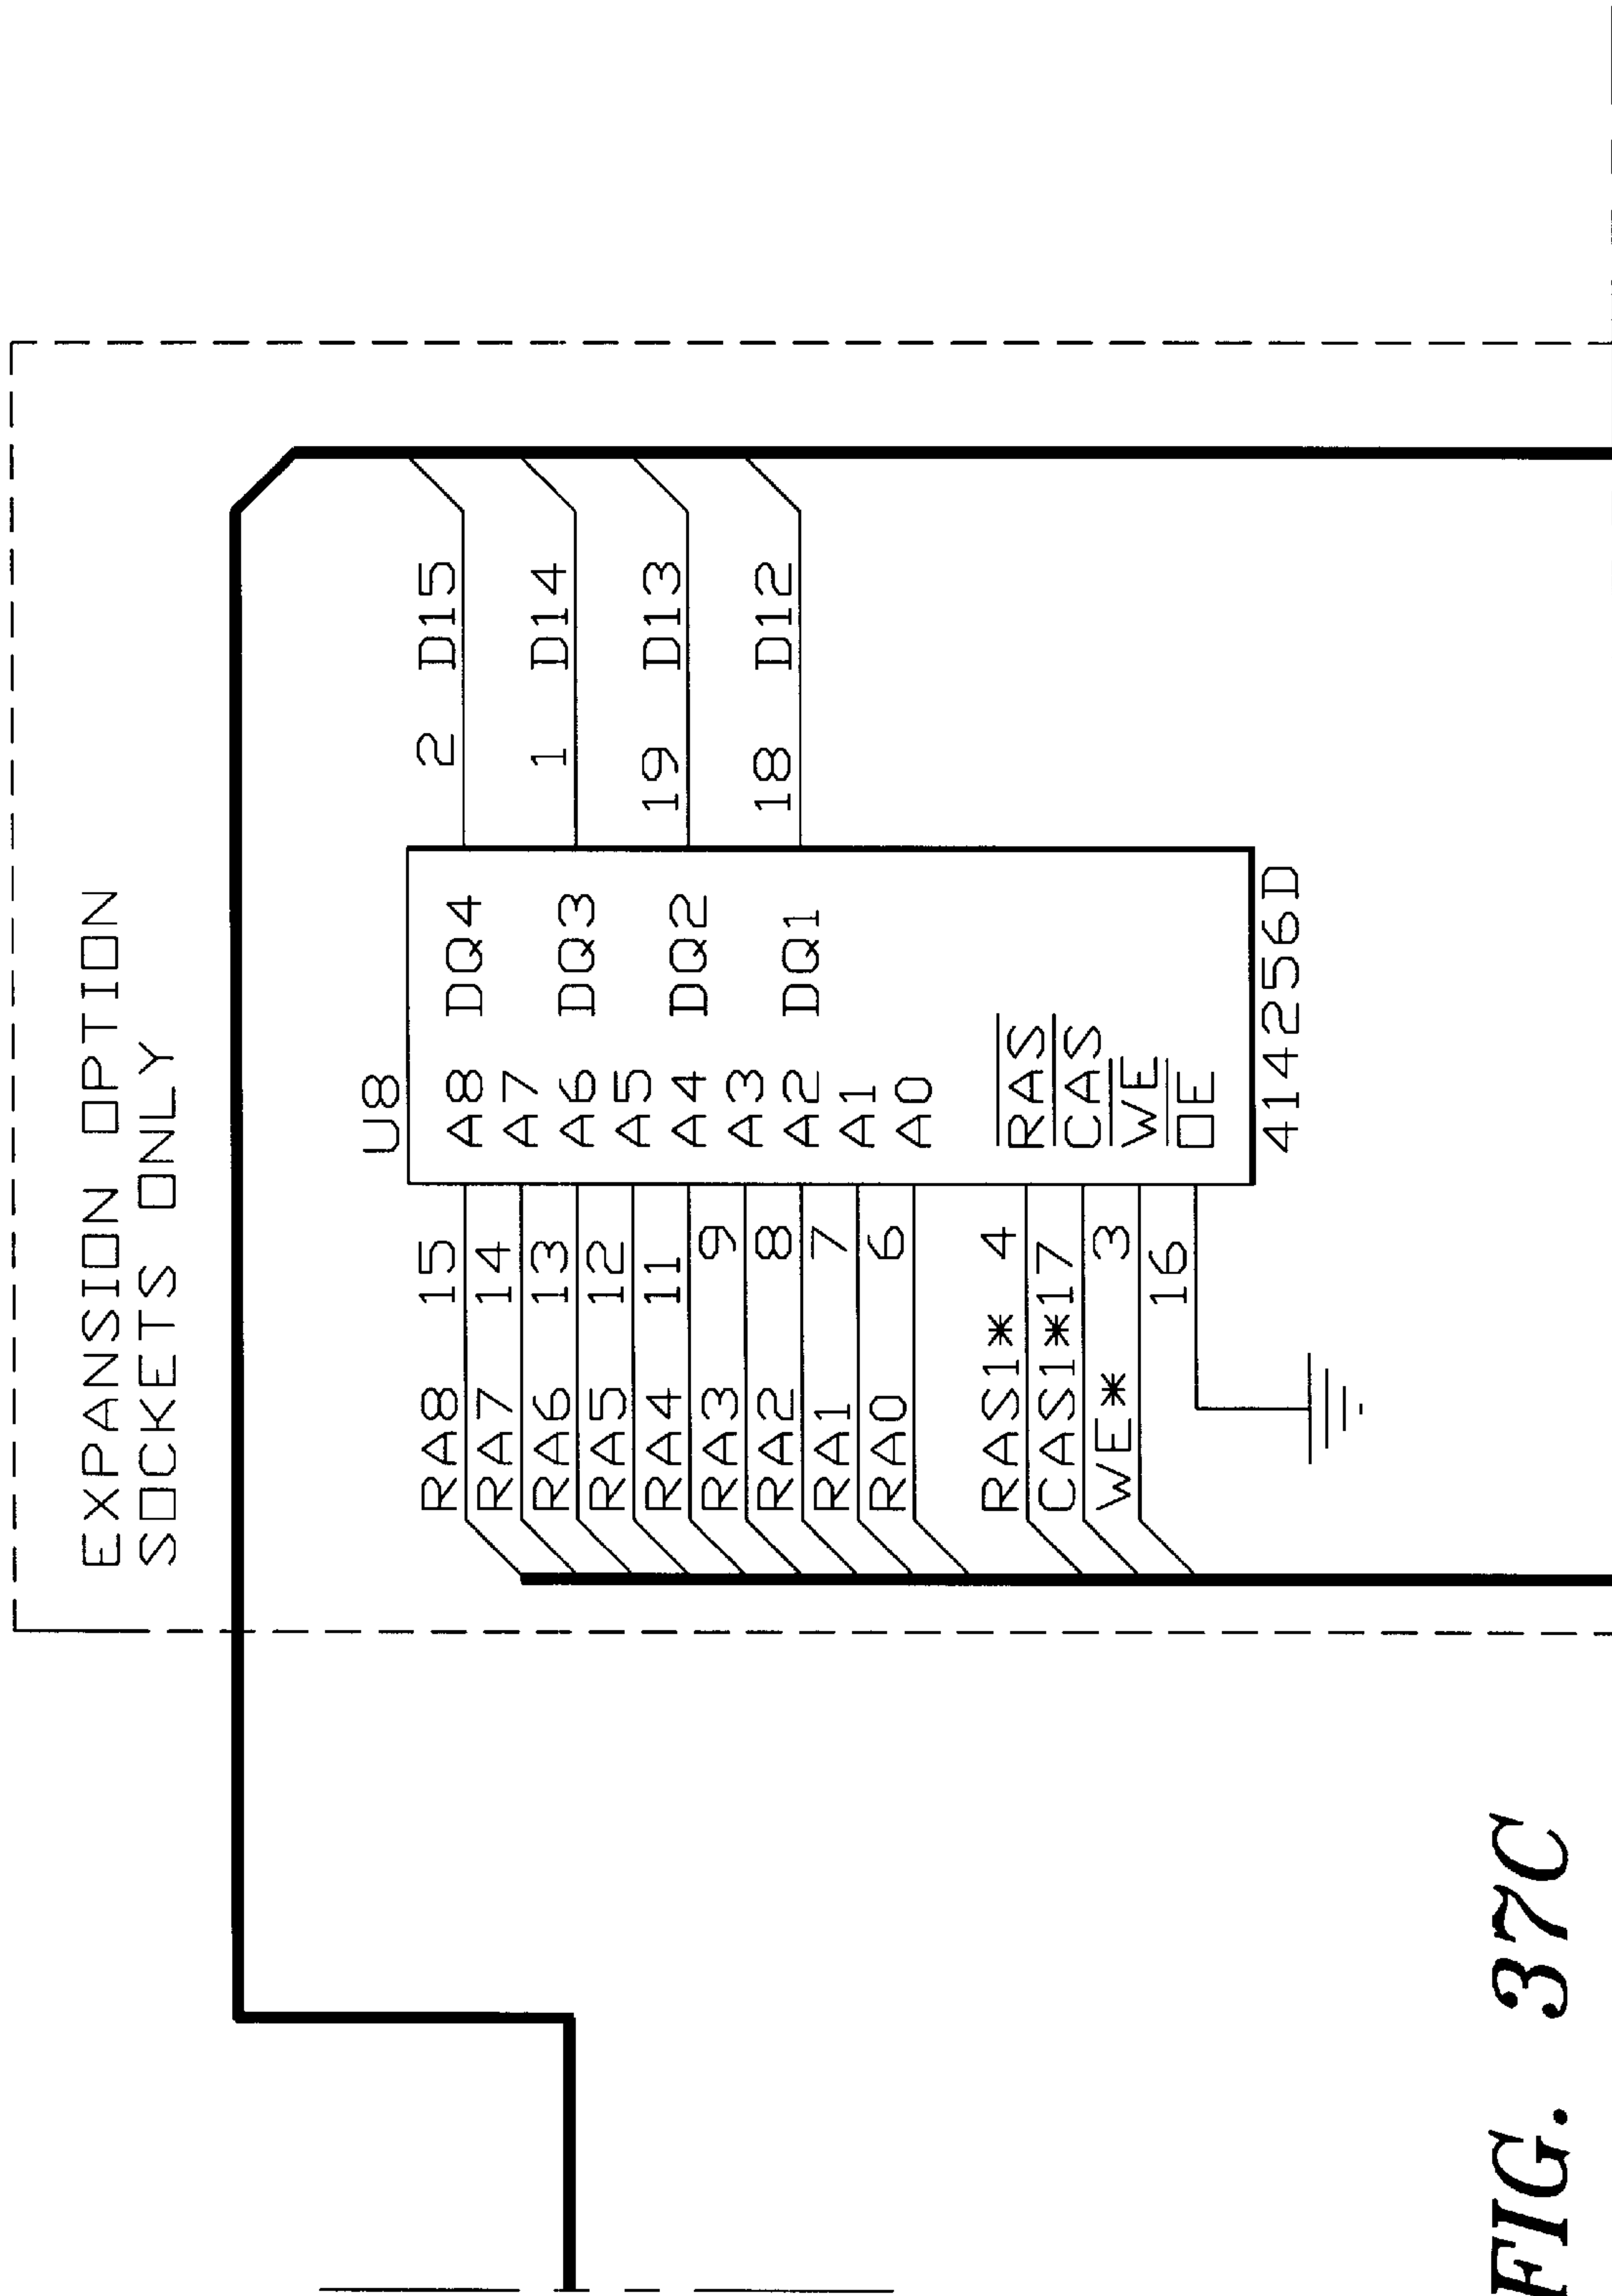 EXPANSION OPTION
SOCKETS ONLY
U8
RA8 15 A8 DQ4 2 D15
RA7 14 A7
RA6 13 A6 DQ3 1 D14
RA5 12 A5
RA4 11 A4 DQ2 19 D13
RA3 9 A3
RA2 8 A2 DQ1 18 D12
RA1 7 A1
RA0 6 A0
RAS1* 4 RAS
CAS1*17 CAS
WE* 3 WE
16 OE
414256D
FIG. 37C